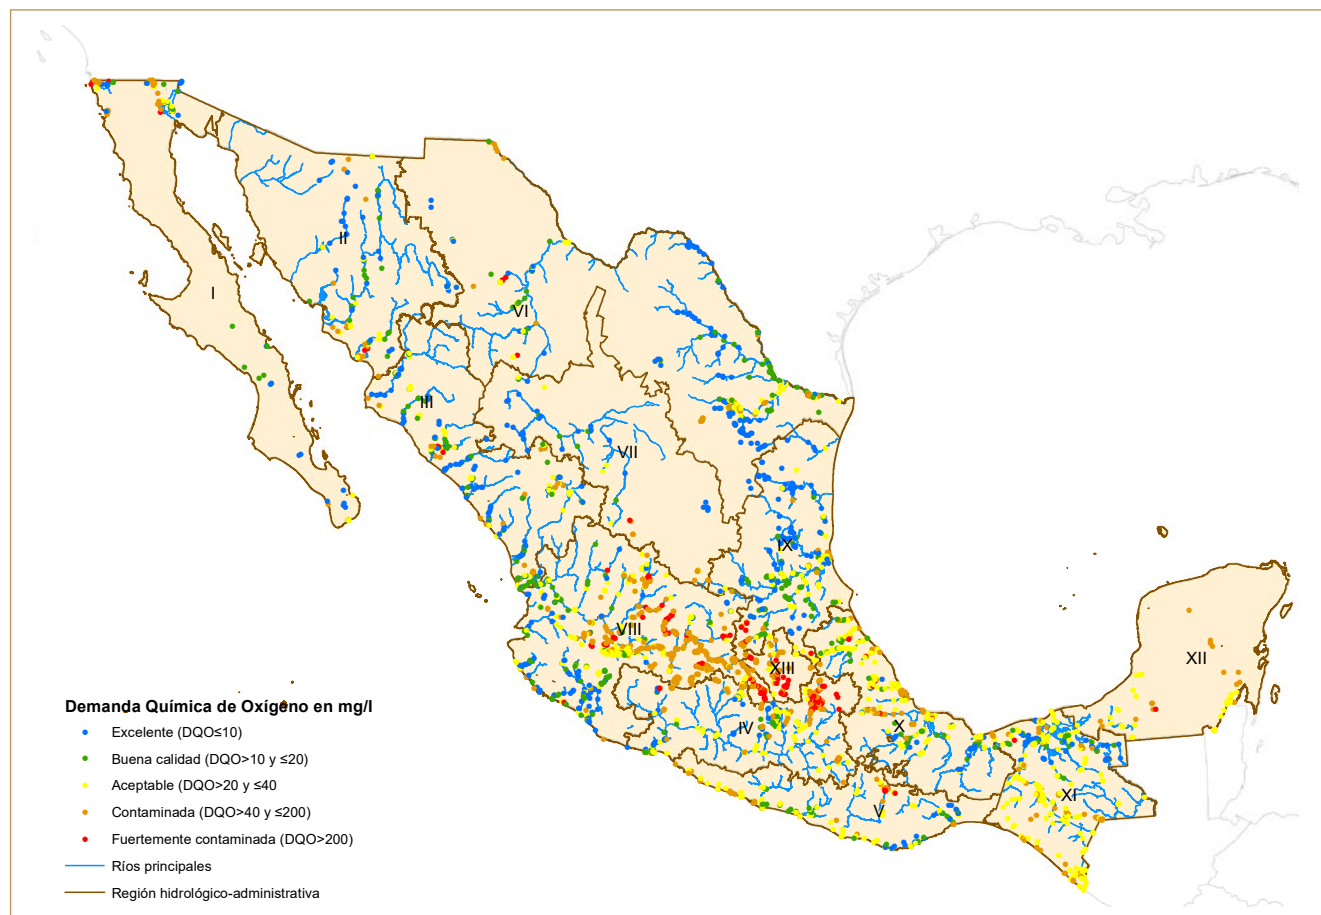 I
II
VI
III
VII
IX
VIII
XIII
XII
IV
X
XI
V
Demanda Química de Oxígeno en mg/l
Excelente (DQO≤10)
Buena calidad (DQO>10 y ≤20)
Aceptable (DQO>20 y ≤40
Contaminada (DQO>40 y ≤200)
Fuertemente contaminada (DQO>200)
Ríos principales
Región hidrológico-administrativa